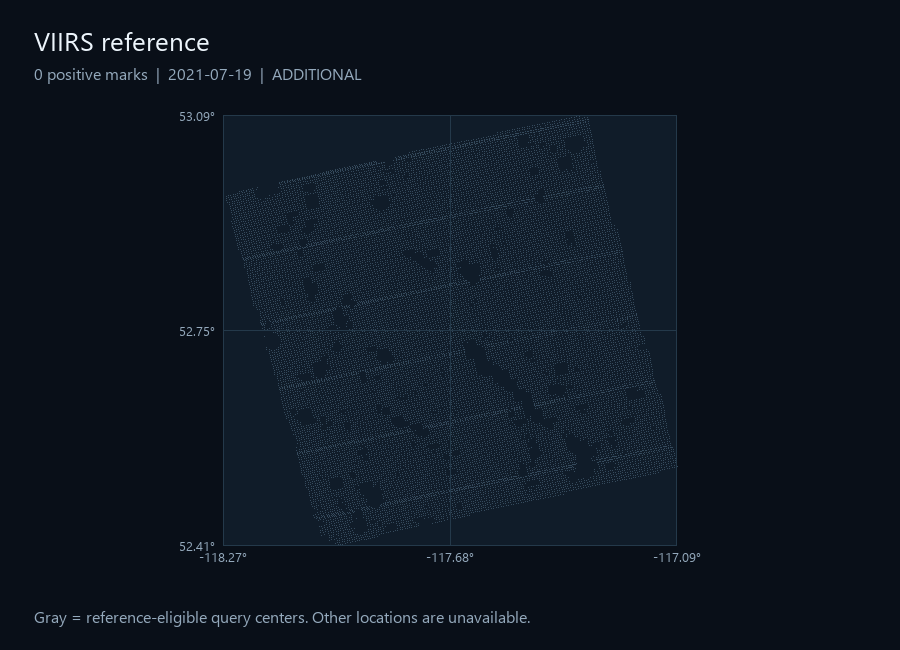 VIIRS reference
0 positive marks | 2021-07-19 | ADDITIONAL
53.09°
52.75°
52.41°
-118.27° -117.68° -117.09°
Gray = reference-eligible query centers. Other locations are unavailable.